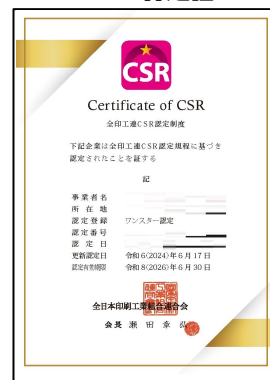 CSR
Certificate of CSR
全印工連CSR認定制度
下記企業は全印工連CSR認定規程に基づき
認定されたことを証する
記
事業者名
所在地
認定登録 ワンスター認定
認定番号
認定日
更新認定日 令和6(2024)年6月17日
認定有効期限 令和8(2026)年6月30日
全日本印刷工業組合連合会
会長 瀬田章弘